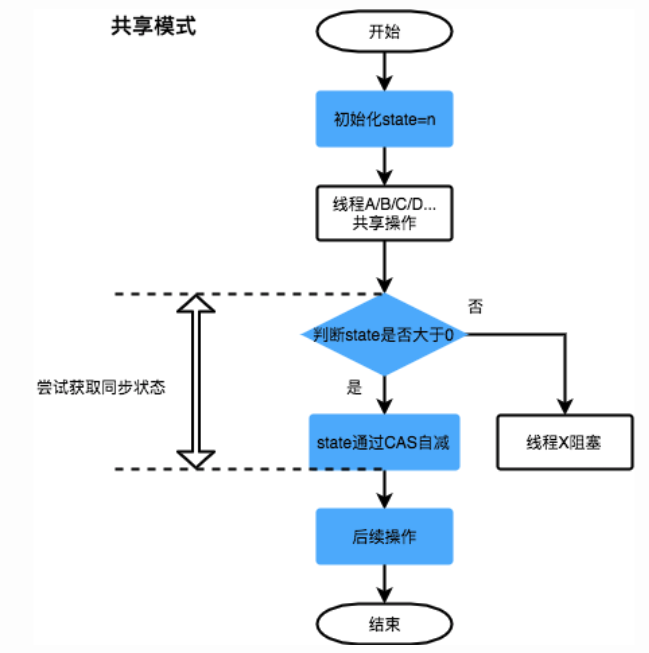 共享模式
开始
初始化state=n
线程A/B/C/D...
共享操作
判断state是否大于0
否
是
尝试获取同步状态
state通过CAS自减
线程X阻塞
后续操作
结束